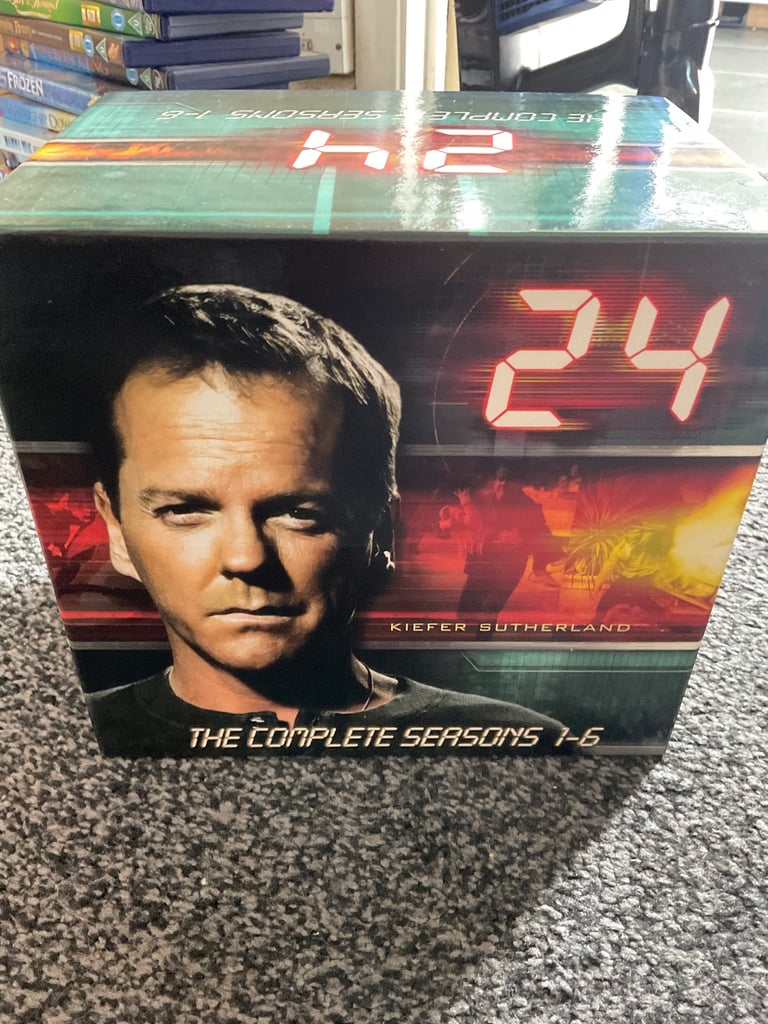 FROZEN
THE COMPLETE SEASONS 1-6
24
24
KIEFER SUTHERLAND
THE COMPLETE SEASONS 1-6